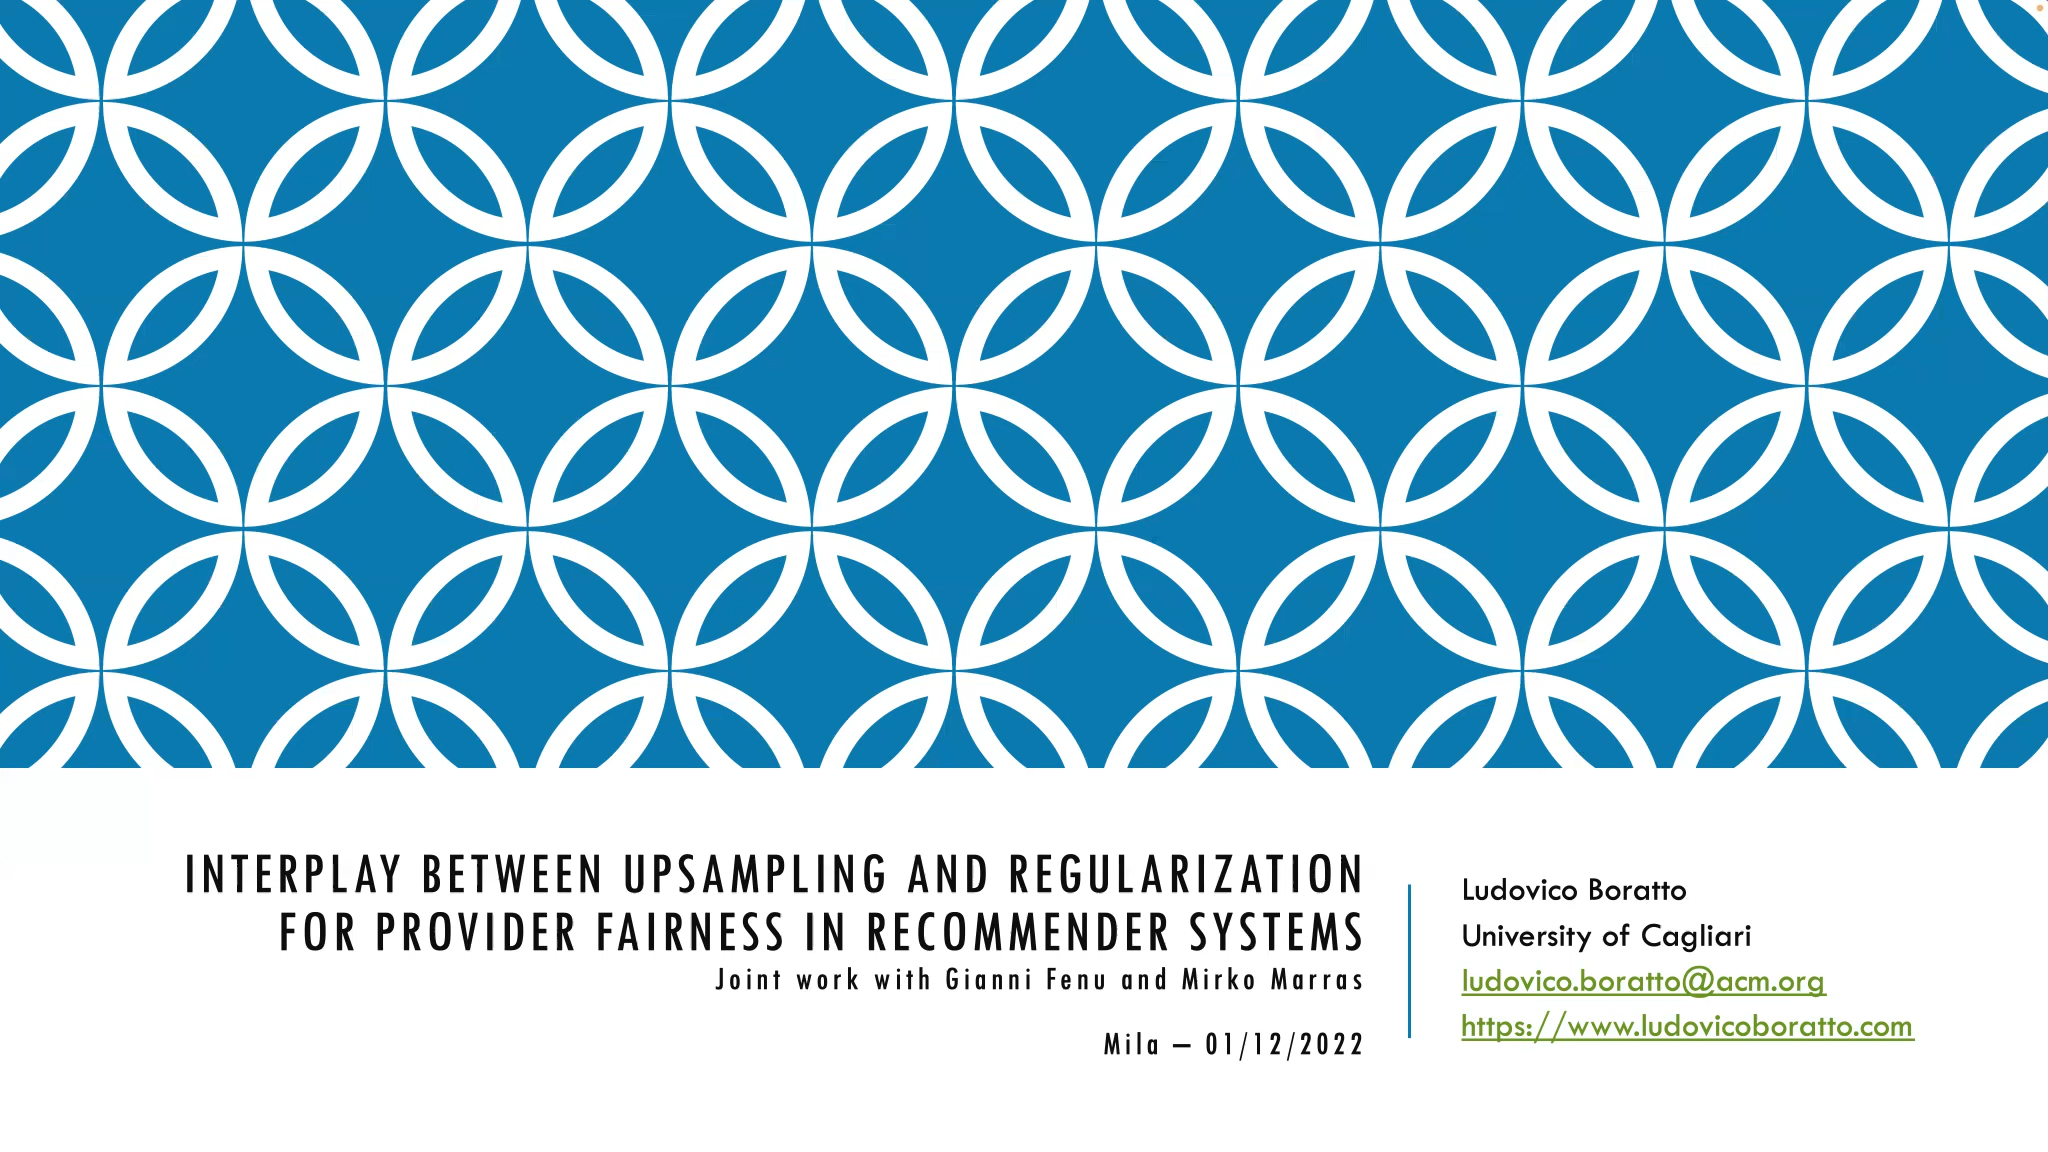 INTERPLAY BETWEEN UPSAMPLING AND REGULARIZATION
FOR PROVIDER FAIRNESS IN RECOMMENDER SYSTEMS
Joint work with Gianni Fenu and Mirko Marras
Mila – 01/12/2022
Ludovico Boratto
University of Cagliari
ludovico.boratto@acm.org
https://www.ludovicoboratto.com